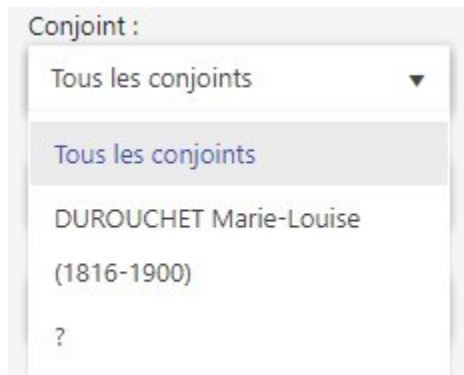 Conjoint :
Tous les conjoints
Tous les conjoints
DUROUCHET Marie-Louise
(1816-1900)
?